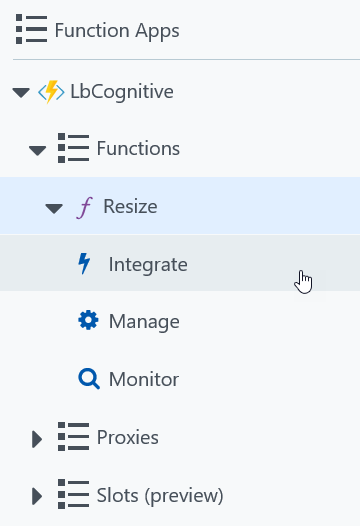 Function Apps
LbCognitive
Functions
Resize
Integrate
Manage
Monitor
Proxies
Slots (preview)